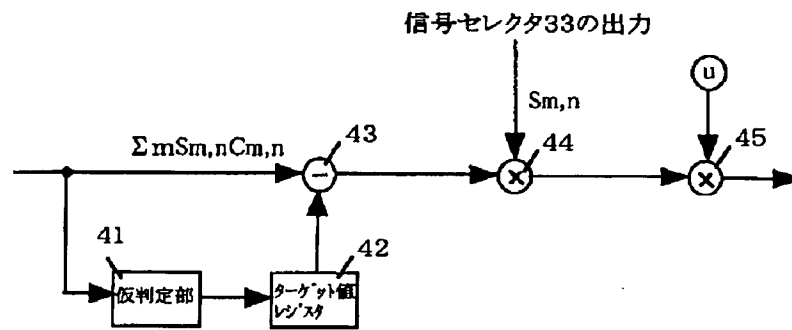 信号セレクタ33の出力
u
Sm,n
ΣmSm,nCm,n
43
44
45
−
×
×
41
42
仮判定部
ターゲット値
レジスタ